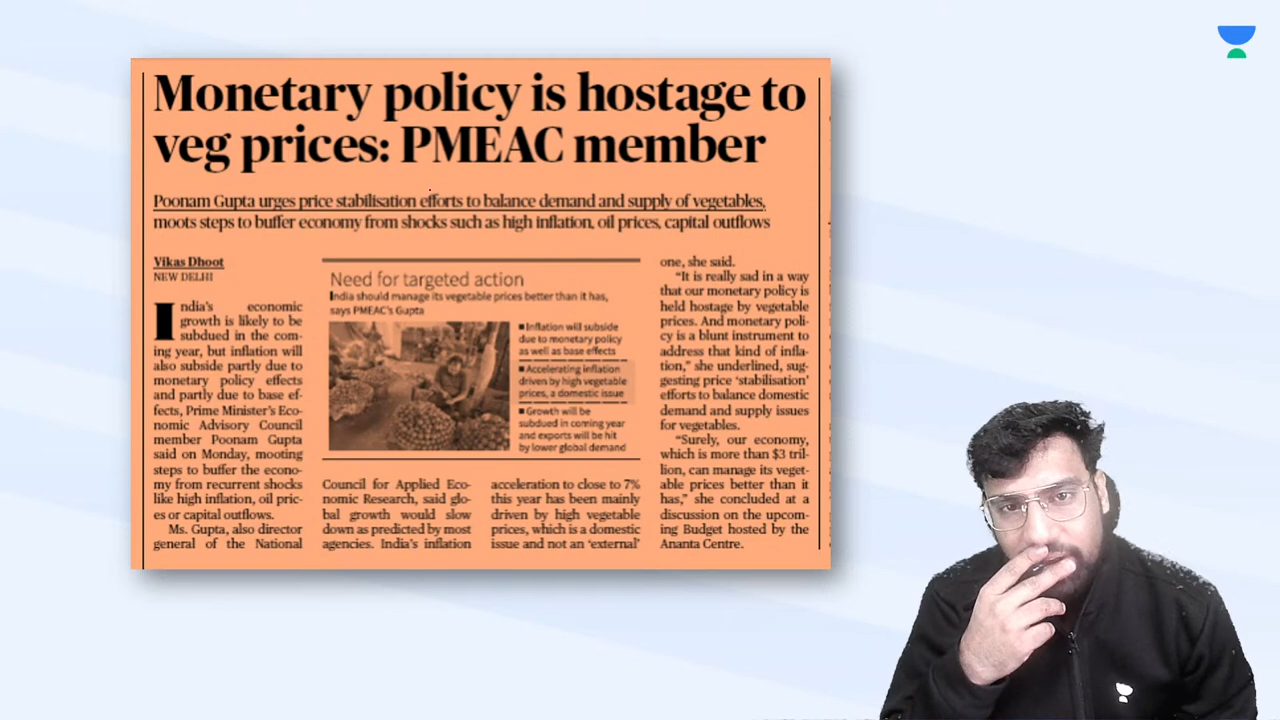 Monetary policy is hostage to
veg prices: PMEAC member
Poonam Gupta urges price stabilisation efforts to balance demand and supply of vegetables,
moots steps to buffer economy from shocks such as high inflation, oil prices, capital outflows
Vikas Dhoot
NEW DELHI
India's economic
growth is likely to be
subdued in the com-
ing year, but inflation will
also subside partly due to
monetary policy effects
and partly due to base ef-
fects, Prime Minister's Eco-
nomic Advisory Council
member Poonam Gupta
said on Monday, mooting
steps to buffer the econo-
my from recurrent shocks
like high inflation, oil pric-
es or capital outflows.
Ms. Gupta, also director
general of the National
Need for targeted action
India should manage its vegetable prices better than it has,
says PMEAC's Gupta
■ Inflation will subside
due to monetary policy
as well as base effects
■ Accelerating inflation
driven by high vegetable
prices, a domestic issue
■ Growth will be
subdued in coming year
and exports will be hit
by lower global demand
Council for Applied Eco-
nomic Research, said glo-
bal growth would slow
down as predicted by most
agencies. India's inflation
acceleration to close to 7%
this year has been mainly
driven by high vegetable
prices, which is a domestic
issue and not an 'external'
one, she said.
"It is really sad in a way
that our monetary policy is
held hostage by vegetable
prices. And monetary poli-
cy is a blunt instrument to
address that kind of infla-
tion," she underlined, sug-
gesting price 'stabilisation'
efforts to balance domestic
demand and supply issues
for vegetables.
"Surely, our economy,
which is more than $3 tril-
lion, can manage its veget-
able prices better than it
has," she concluded at a
discussion on the upcom-
ing Budget hosted by the
Ananta Centre.